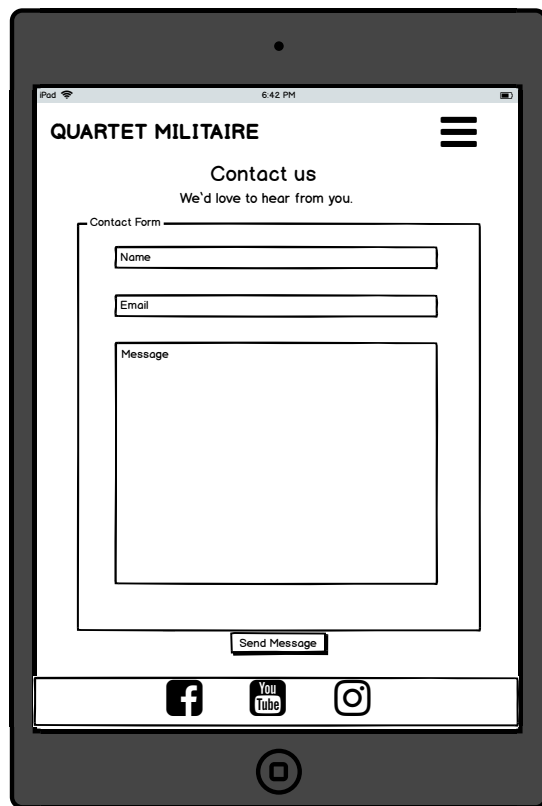 iPad 6:42 PM
QUARTET MILITAIRE
Contact us
We'd love to hear from you.
Contact Form
Name
Email
Message
Send Message
You
Tube